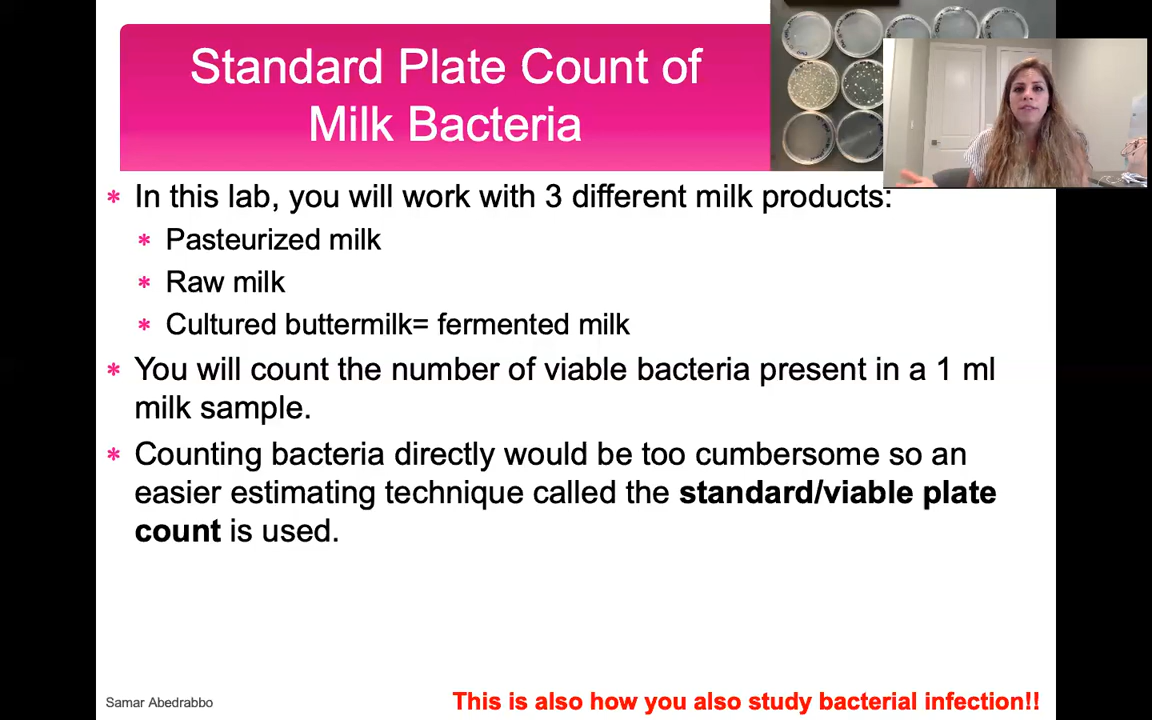 Standard Plate Count of
Milk Bacteria
* In this lab, you will work with 3 different milk products:
* Pasteurized milk
* Raw milk
* Cultured buttermilk= fermented milk
* You will count the number of viable bacteria present in a 1 ml
milk sample.
* Counting bacteria directly would be too cumbersome so an
easier estimating technique called the standard/viable plate
count is used.
Samar Abedrabbo
This is also how you also study bacterial infection!!